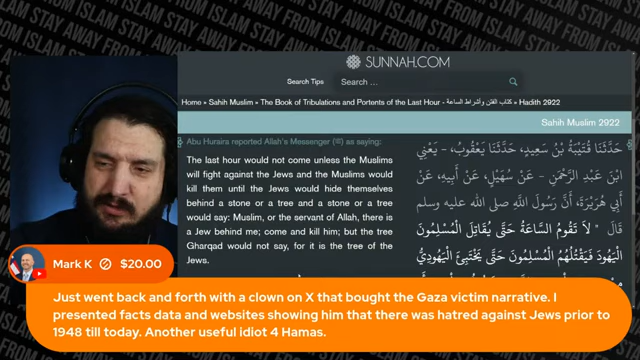 STAY AWAY FROM ISLAM STAY AWAY FROM ISLAM
SUNNAH.COM
Search Tips
Search …
Home » Sahih Muslim » The Book of Tribulations and Portents of the Last Hour - كتاب الفتن وأشراط الساعة » Hadith 2922
Sahih Muslim 2922
Abu Huraira reported Allah's Messenger (ﷺ) as saying:
The last hour would not come unless the Muslims
will fight against the Jews and the Muslims would
kill them until the Jews would hide themselves
behind a stone or a tree and a stone or a tree
would say: Muslim, or the servant of Allah, there is
a Jew behind me; come and kill him; but the tree
Gharqad would not say, for it is the tree of the
Jews.
حَدَّثَنَا قُتَيْبَةُ بْنُ سَعِيدٍ، حَدَّثَنَا يَعْقُوبُ، - يَعْنِي
ابْنَ عَبْدِ الرَّحْمَنِ - عَنْ سُهَيْلٍ، عَنْ أَبِيهِ، عَنْ
أَبِي هُرَيْرَةَ، أَنَّ رَسُولَ اللَّهِ صلى الله عليه وسلم
قَالَ ‏"‏ لاَ تَقُومُ السَّاعَةُ حَتَّى يُقَاتِلَ الْمُسْلِمُونَ
الْيَهُودَ فَيَقْتُلُهُمُ الْمُسْلِمُونَ حَتَّى يَخْتَبِئَ الْيَهُودِيُّ
Mark K $20.00
Just went back and forth with a clown on X that bought the Gaza victim narrative. I
presented facts data and websites showing him that there was hatred against Jews prior to
1948 till today. Another useful idiot 4 Hamas.